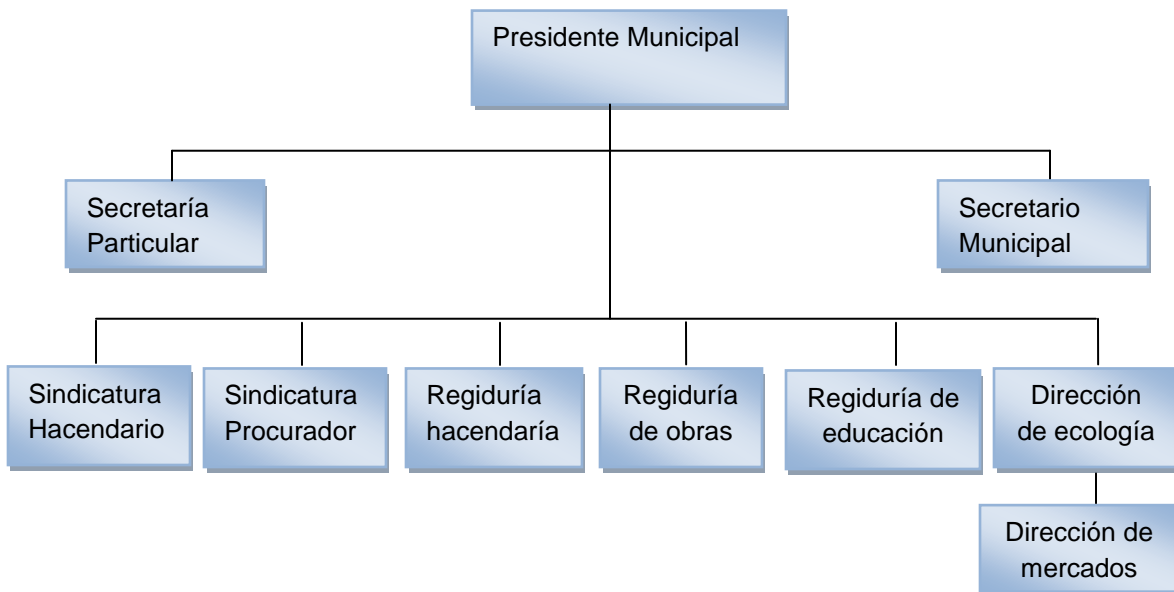 Presidente Municipal
Secretaría
Particular
Secretario
Municipal
Sindicatura
Hacendario
Sindicatura
Procurador
Regiduría
hacendaría
Regiduría
de obras
Regiduría de
educación
Dirección
de ecología
Dirección de
mercados